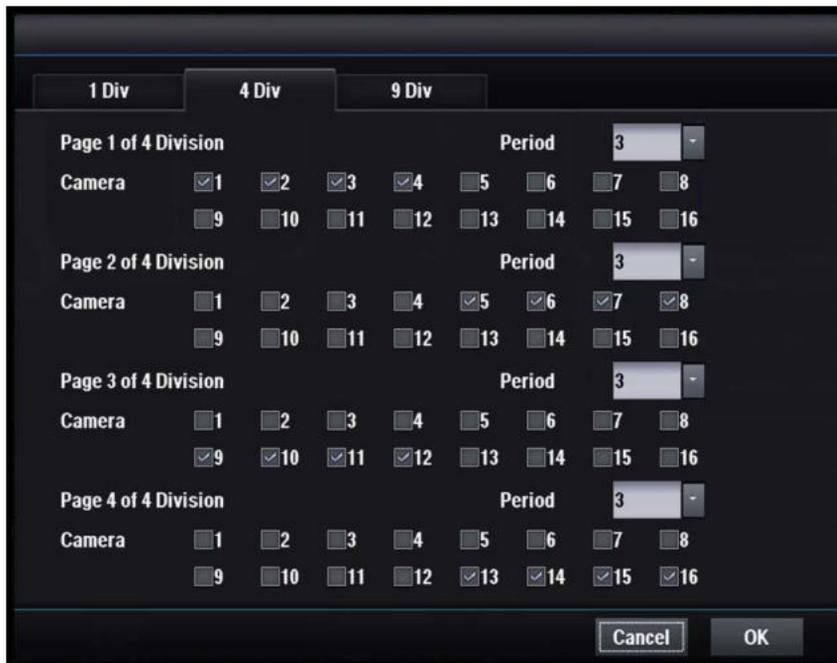 1 Div 4 Div 9 Div
Page 1 of 4 Division Period 3
Camera 1 2 3 4 5 6 7 8
9 10 11 12 13 14 15 16
Page 2 of 4 Division Period 3
Camera 1 2 3 4 5 6 7 8
9 10 11 12 13 14 15 16
Page 3 of 4 Division Period 3
Camera 1 2 3 4 5 6 7 8
9 10 11 12 13 14 15 16
Page 4 of 4 Division Period 3
Camera 1 2 3 4 5 6 7 8
9 10 11 12 13 14 15 16
Cancel OK